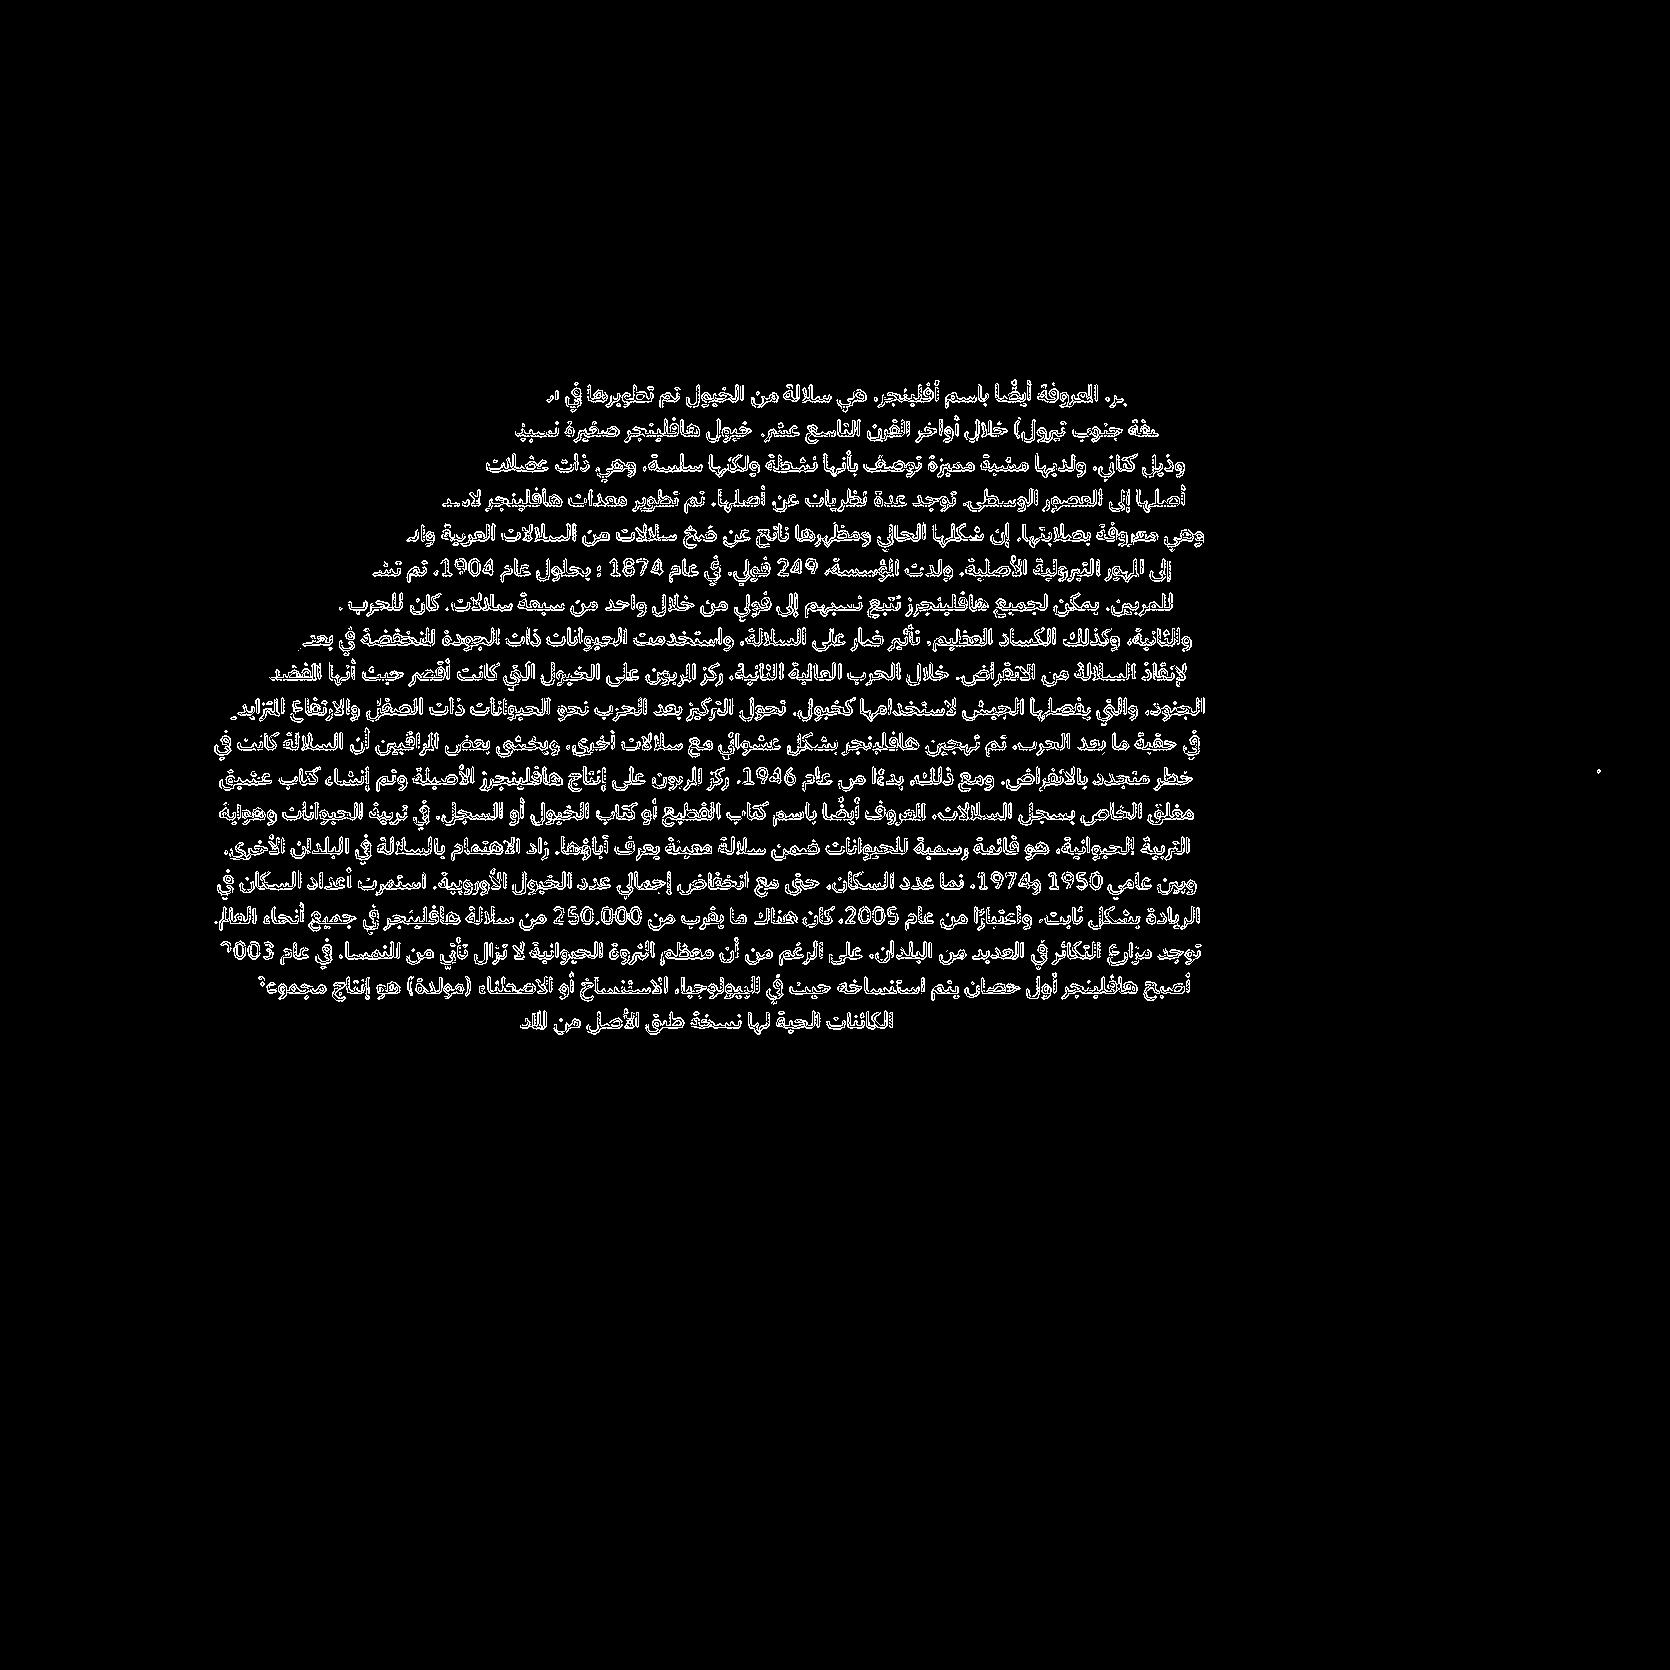 المعروفة أيضًا باسم أفلينجر، هي سلالة من الخيول تم تطويرها في
جنوب تيرول) خلال أواخر القرن التاسع عشر. خيول هافلينجر صغيرة
وذيل كتاني، ولديها مشية مميزة توصف بأنها نشطة ولكنها سلسة، وهي ذات عضلات
أصلها إلى العصور الوسطى. توجد عدة نظريات عن أصلها. تم تطوير معدات هافلينجر
وهي معروفة بصلابتها. إن شكلها الحالي ومظهرها ناتج عن ضخ سلالات من السلالات العربية
إلى المهور التيرولية الأصلية. ولدت المؤسسة، 249 فولي، في عام 1874 ؛ بحلول عام 1904، تم
للمربين. يمكن لجميع هافلينجرز تتبع نسبهم إلى فولي من خلال واحد من سبعة سلالات. كان للحرب
والثانية، وكذلك الكساد العظيم، تأثير ضار على السلالة، واستخدمت الحيوانات ذات الجودة المنخفضة في
لإنقاذ السلالة من الانقراض. خلال الحرب العالمية الثانية، ركز المربون على الخيول التي كانت أقصر حيث أنها
الجنود، والتي يفضلها الجيش لاستخدامها كخيول. تحول التركيز بعد الحرب نحو الحيوانات ذات الصقل والارتفاع المتزايد.
في حقبة ما بعد الحرب، تم تهجين هافلينجر بشكل عشوائي مع سلالات أخرى، ويخشى بعض المراقبين أن السلالة كانت في
خطر متجدد بالانقراض. ومع ذلك، بدءًا من عام 1946، ركز المربون على إنتاج هافلينجرز الأصيلة وتم إنشاء كتاب عشيق
مغلق الخاص بسجل السلالات، المعروف أيضًا باسم كتاب القطيع أو كتاب الخيول أو السجل، في تربية الحيوانات وهواية
التربية الحيوانية، هو قائمة رسمية للحيوانات ضمن سلالة معينة يعرف آباؤها. زاد الاهتمام بالسلالة في البلدان الأخرى،
وبين عامي 1950 و1974، نما عدد السكان، حتى مع انخفاض إجمالي عدد الخيول الأوروبية. استمرت أعداد السكان في
الزيادة بشكل ثابت، واعتبارًا من عام 2005، كان هناك ما يقرب من 250.000 من سلالة هافلينجر في جميع أنحاء العالم.
توجد مزارع التكاثر في العديد من البلدان، على الرغم من أن معظم الثروة الحيوانية لا تزال تأتي من النمسا. في عام 2003
أصبح هافلينجر أول حصان يتم استنساخه حيث في البيولوجيا، الاستنساخ أو الاصطناء (مولدة) هو إنتاج
الكائنات الحية لها نسخة طبق الأصل من